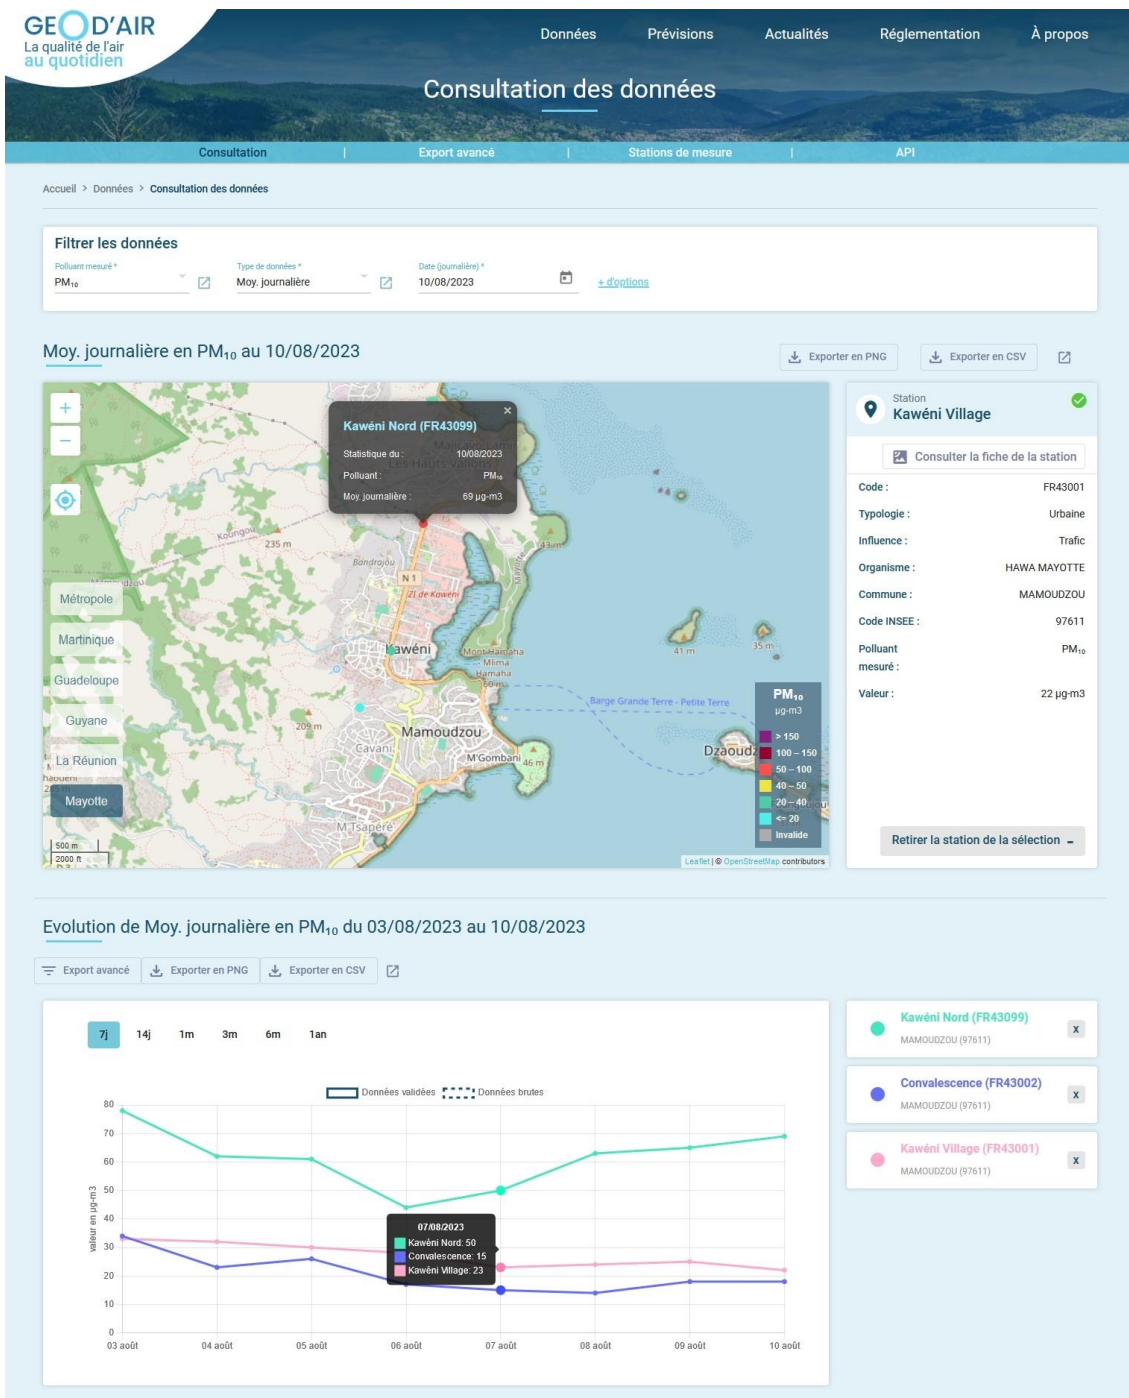 GEOD'AIR
La qualité de l'air
au quotidien
Données Prévisions Actualités Réglementation À propos
Consultation des données
Consultation | Export avancé | Stations de mesure | API
Accueil > Données > Consultation des données
Filtrer les données
Polluant mesuré * Type de données * Date (journalière) *
PM₁₀ Moy. journalière 10/08/2023 + d'options
Moy. journalière en PM₁₀ au 10/08/2023
Exporter en PNG Exporter en CSV
+
−
Kawéni Nord (FR43099) ×
Statistique du : 10/08/2023
Polluant : PM₁₀
Moy. journalière : 69 µg-m3
Majicavo Lamir
Les Hauts Vallons
Koungou
235 m
43 m
Bandrajou
Mayotte
N 1
ZI de Kawéni
Mamoudzou
Kawéni
Mont Hamaha
Mlima
Hamaha
60 m
41 m
35 m
Barge Grande Terre - Petite Terre
209 m
Mamoudzou
Cavani
M'Gombani
46 m
Dzaoudz
M'Tsapéré
Métropole
Martinique
Guadeloupe
Guyane
La Réunion
Mayotte
500 m
2000 ft
PM₁₀
µg-m3
> 150
100 – 150
50 – 100
40 – 50
20 – 40
<= 20
Invalide
Leaflet | © OpenStreetMap contributors
Station
Kawéni Village
Consulter la fiche de la station
Code : FR43001
Typologie : Urbaine
Influence : Trafic
Organisme : HAWA MAYOTTE
Commune : MAMOUDZOU
Code INSEE : 97611
Polluant PM₁₀
mesuré :
Valeur : 22 µg-m3
Retirer la station de la sélection -
Evolution de Moy. journalière en PM₁₀ du 03/08/2023 au 10/08/2023
Export avancé Exporter en PNG Exporter en CSV
7j 14j 1m 3m 6m 1an
Données validées Données brutes
valeur en µg-m3
80
70
60
50
40
30
20
10
0
07/08/2023
Kawéni Nord: 50
Convalescence: 15
Kawéni Village: 23
03 août 04 août 05 août 06 août 07 août 08 août 09 août 10 août
Kawéni Nord (FR43099)
MAMOUDZOU (97611)
x
Convalescence (FR43002)
MAMOUDZOU (97611)
x
Kawéni Village (FR43001)
MAMOUDZOU (97611)
x